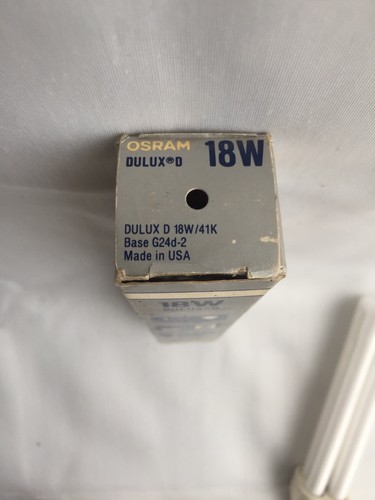 OSRAM
DULUX®D 18W
DULUX D 18W/41K
Base G24d-2
Made in USA
18W